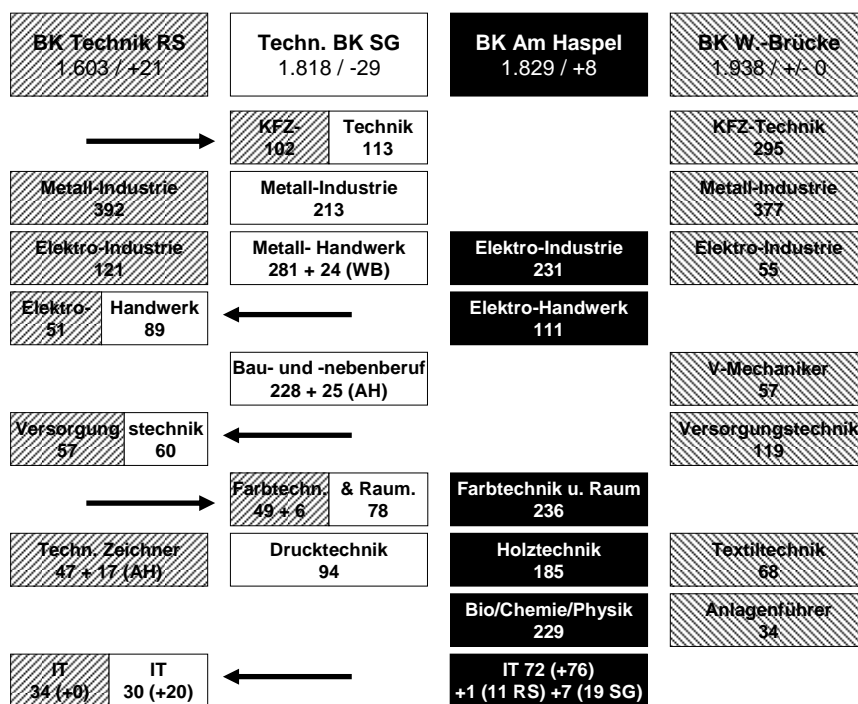 BK Technik RS
1.603 / +21
Techn. BK SG
1.818 / -29
BK Am Haspel
1.829 / +8
BK W.-Brücke
1.938 / +/- 0
KFZ-
102
Technik
113
KFZ-Technik
295
Metall-Industrie
392
Metall-Industrie
213
Metall-Industrie
377
Elektro-Industrie
121
Metall- Handwerk
281 + 24 (WB)
Elektro-Industrie
231
Elektro-Industrie
55
Elektro-
51
Handwerk
89
Elektro-Handwerk
111
Bau- und -nebenberuf
228 + 25 (AH)
V-Mechaniker
57
Versorgung
57
stechnik
60
Versorgungstechnik
119
Farbtechn.
49 + 6
& Raum.
78
Farbtechnik u. Raum
236
Techn. Zeichner
47 + 17 (AH)
Drucktechnik
94
Holztechnik
185
Textiltechnik
68
Bio/Chemie/Physik
229
Anlagenführer
34
IT
34 (+0)
IT
30 (+20)
IT 72 (+76)
+1 (11 RS) +7 (19 SG)